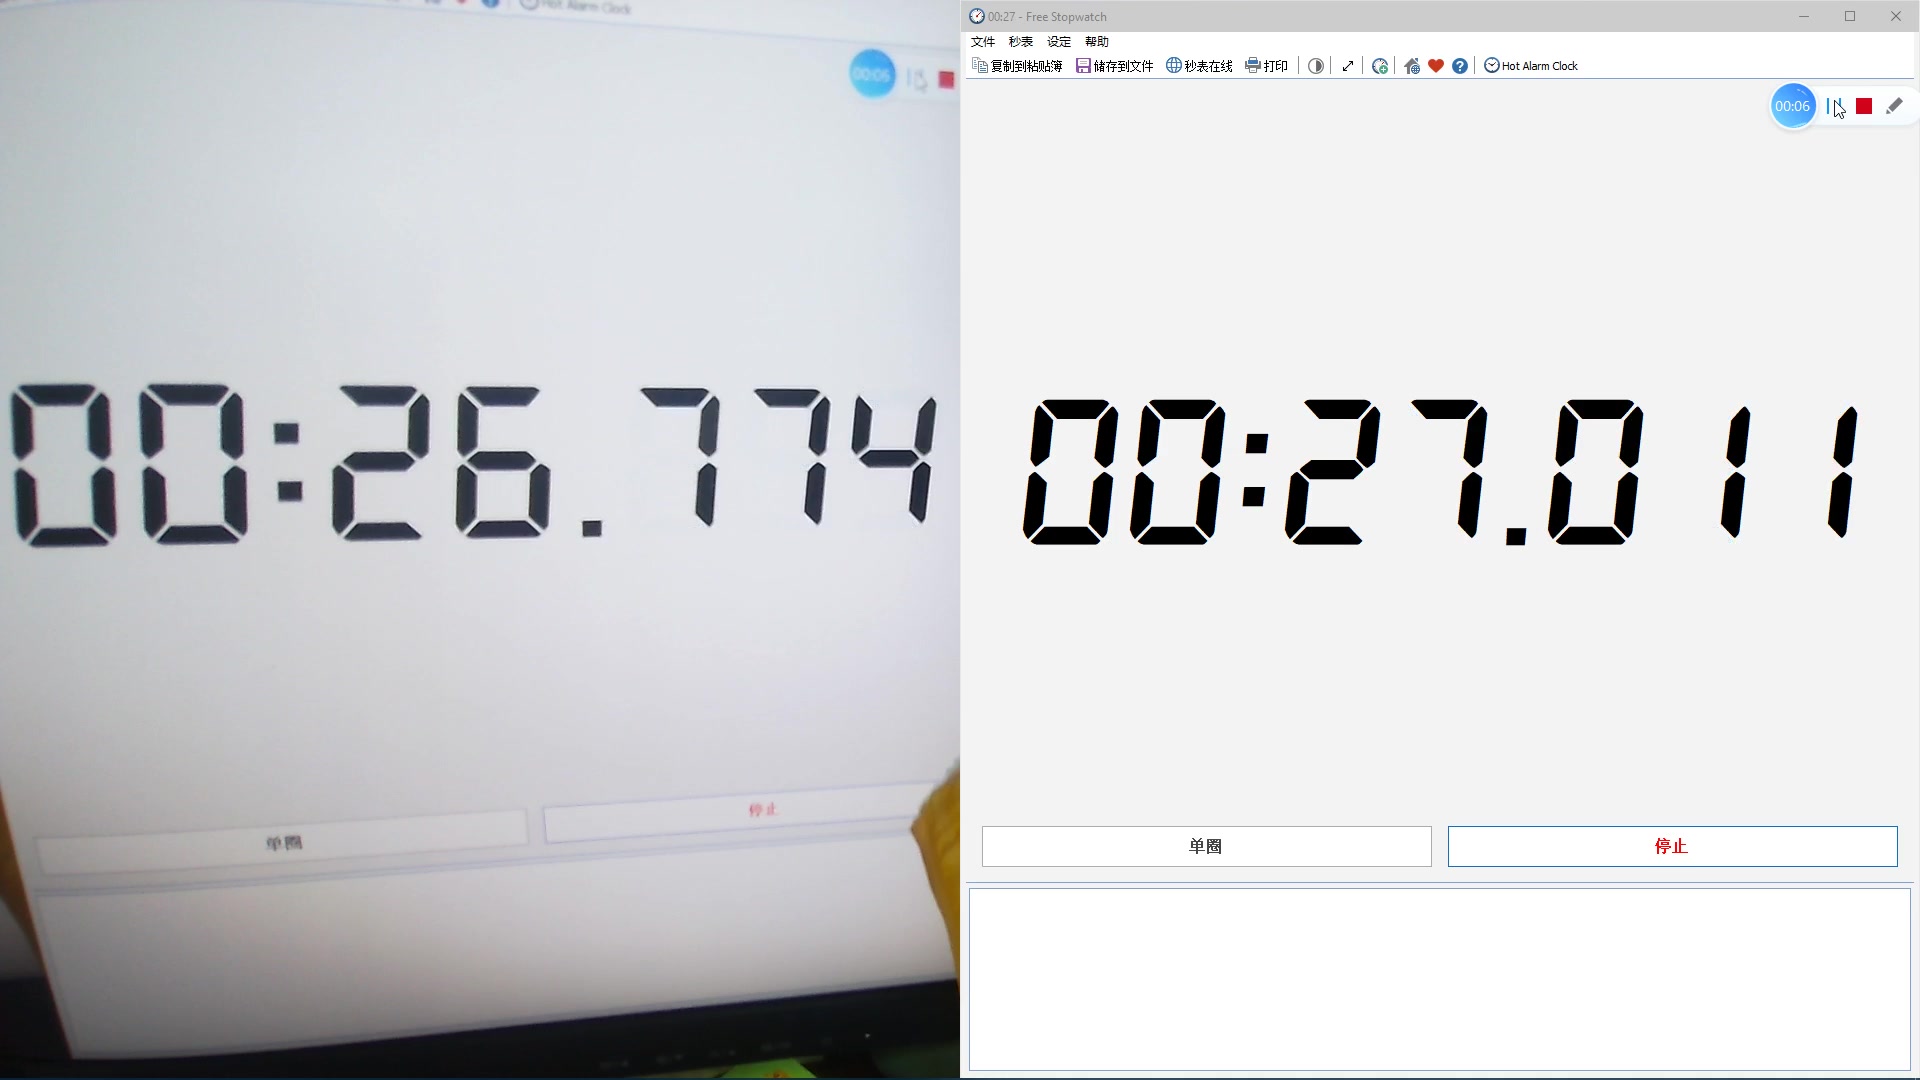 Hot Alarm Clock
00:05
00:26.774
单圈
停止
00:27 - Free Stopwatch
文件 秒表 设定 帮助
复制到粘贴簿 储存到文件 秒表在线 打印 Hot Alarm Clock
00:06
00:27.011
单圈
停止